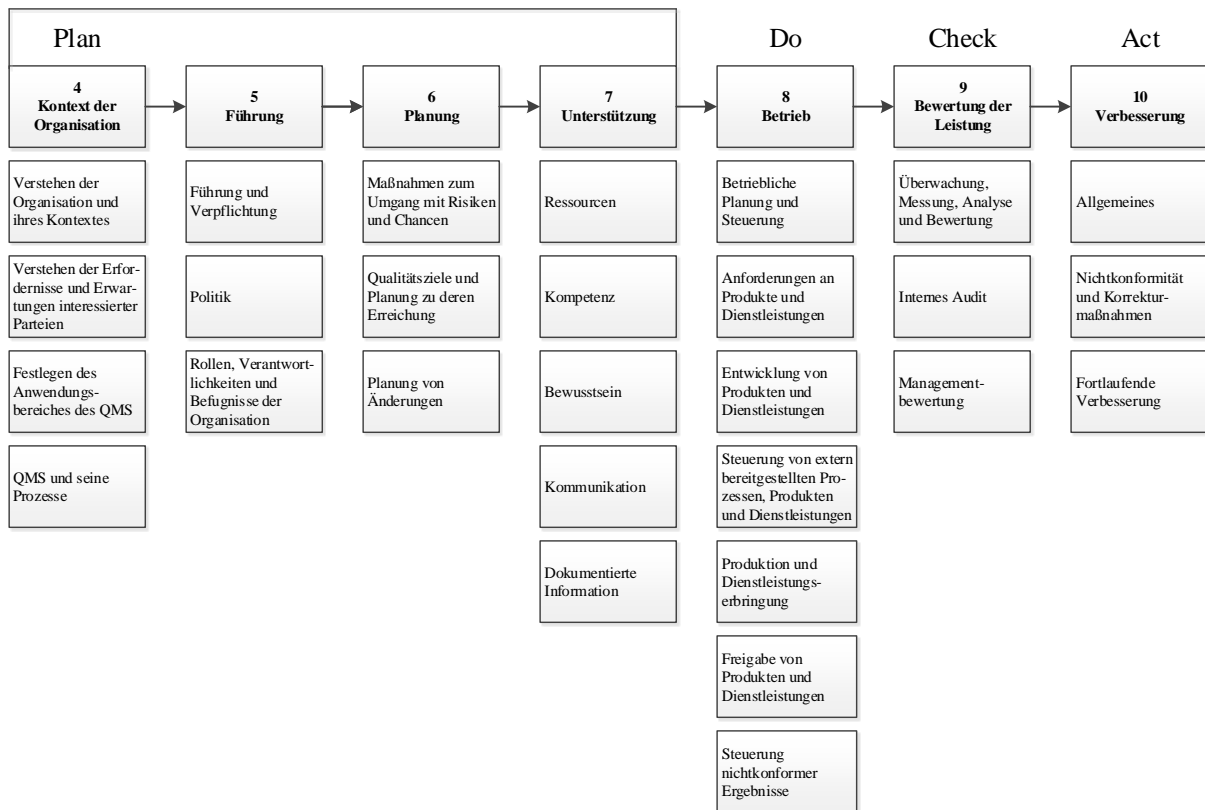 Plan
Do
Check
Act
4
Kontext der
Organisation
5
Führung
6
Planung
7
Unterstützung
8
Betrieb
9
Bewertung der
Leistung
10
Verbesserung
Verstehen der
Organisation und
ihres Kontextes
Führung und
Verpflichtung
Maßnahmen zum
Umgang mit Risiken
und Chancen
Ressourcen
Betriebliche
Planung und
Steuerung
Überwachung,
Messung, Analyse
und Bewertung
Allgemeines
Verstehen der Erfor-
dernisse und Erwar-
tungen interessierter
Parteien
Politik
Qualitätsziele und
Planung zu deren
Erreichung
Kompetenz
Anforderungen an
Produkte und
Dienstleistungen
Internes Audit
Nichtkonformität
und Korrektur-
maßnahmen
Festlegen des
Anwendungs-
bereiches des QMS
Rollen, Verantwort-
lichkeiten und
Befugnisse der
Organisation
Planung von
Änderungen
Bewusstsein
Entwicklung von
Produkten und
Dienstleistungen
Management-
bewertung
Fortlaufende
Verbesserung
QMS und seine
Prozesse
Kommunikation
Steuerung von extern
bereitgestellten Pro-
zessen, Produkten
und Dienstleistungen
Dokumentierte
Information
Produktion und
Dienstleistungs-
erbringung
Freigabe von
Produkten und
Dienstleistungen
Steuerung
nichtkonformer
Ergebnisse